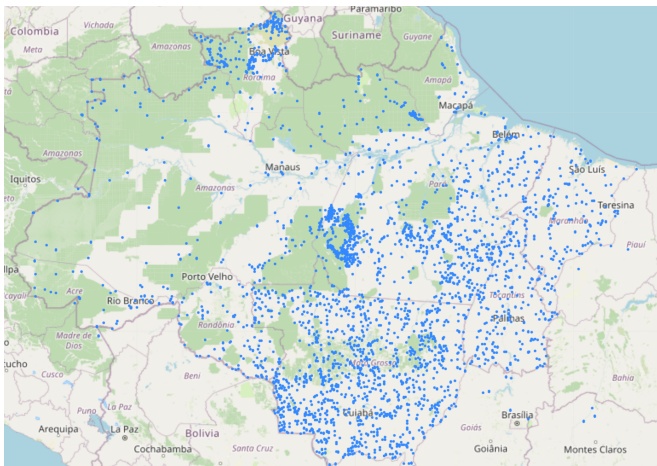 Paramaribo
Colombia
Vichada
Guyana
Meta
Amazonas
Boa Vista
Suriname
Guyane
Roraima
Amapá
Macapá
Belém
Amazonas
Manaus
São Luís
Iquitos
Amazonas
Pará
Teresina
Maranhão
Piauí
Porto Velho
Acre
Rio Branco
Tocantins
Rondônia
Palmas
Madre de
Dios
Cusco
Beni
Bahia
Puno
La Paz
Cuiabá
Arequipa
La Paz
Bolivia
Goiás
Brasília
Cochabamba
Santa Cruz
Goiânia
Montes Claros